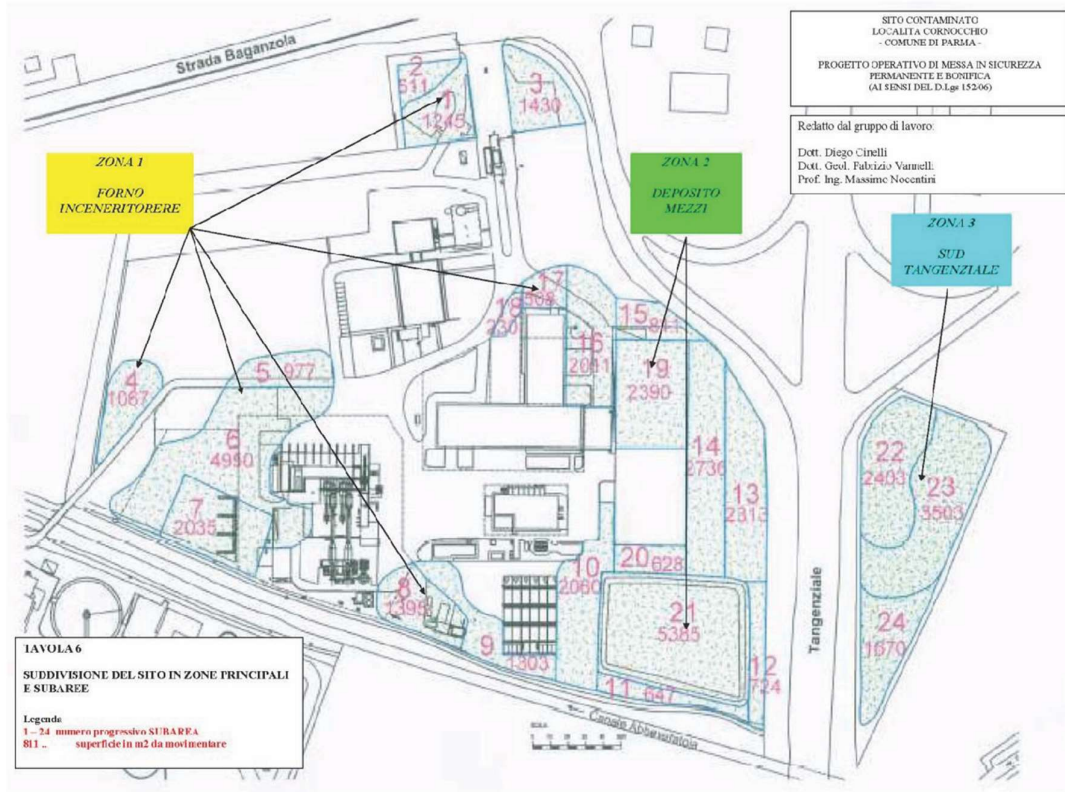 SITO CONTAMINATO
LOCALITA CORNOCCHIO
- COMUNE DI PARMA -
PROGETTO OPERATIVO DI MESSA IN SICUREZZA
PERMANENTE E BONIFICA
(AI SENSI DEL D.Lgs 152/06)
Redatto dal gruppo di lavoro:
Dott. Diego Cinelli
Dott. Geol. Fabrizio Vannelli
Prof. Ing. Massimo Nocentini
Strada Baganzola
2
611
1
1245
3
1430
ZONA 1
FORNO
INCENERITORERE
ZONA 2
DEPOSITO
MEZZI
ZONA 3
SUD
TANGENZIALE
17
18
230
15
16
2011
19
2390
4
1067
5 977
6
4950
7
2035
14
2736
13
2313
22
2403
23
3503
24
1670
8
1395
9
1303
10
2060
20 628
21
5385
11 647
12
724
Tangenziale
Canale Abbeveratoia
TAVOLA 6
SUDDIVISIONE DEL SITO IN ZONE PRINCIPALI
E SUBAREE
Legenda
1 – 24 numero progressivo SUBAREA
811 .. superficie in m2 da movimentare